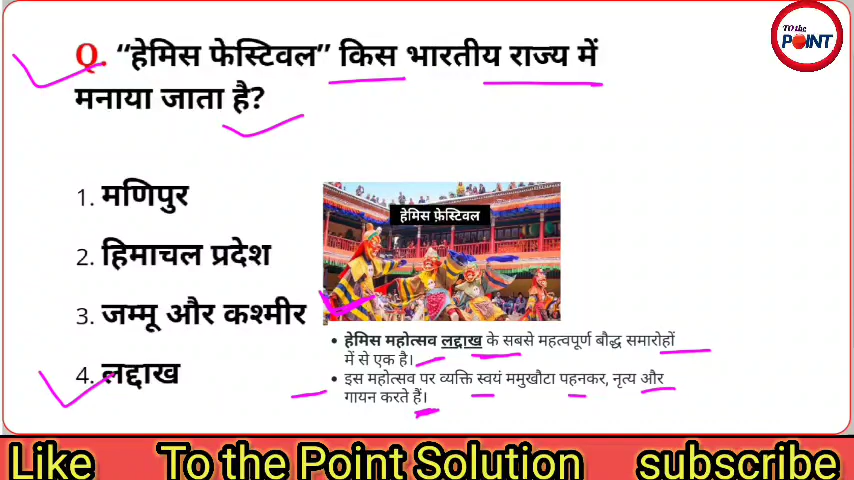 TO the
POINT
Q. “हेमिस फेस्टिवल” किस भारतीय राज्य में
मनाया जाता है?
1. मणिपुर
2. हिमाचल प्रदेश
3. जम्मू और कश्मीर
4. लद्दाख
हेमिस फ़ेस्टिवल
• हेमिस महोत्सव लद्दाख के सबसे महत्वपूर्ण बौद्ध समारोहों
में से एक है।
• इस महोत्सव पर व्यक्ति स्वयं ममुखौटा पहनकर, नृत्य और
गायन करते हैं।
Like To the Point Solution subscribe